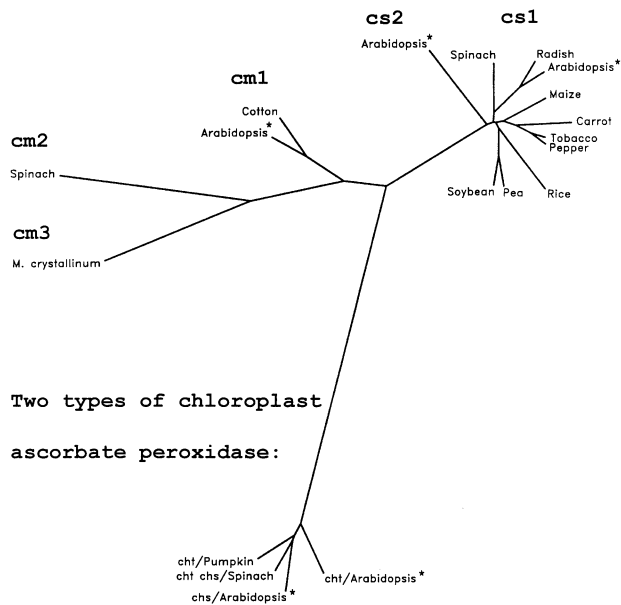 cs2 cs1
Arabidopsis*
Spinach
Radish
Arabidopsis*
Maize
Carrot
Tobacco
Pepper
Rice
Pea
Soybean
cm1
Cotton
Arabidopsis*
cm2
Spinach
cm3
M. crystallinum
Two types of chloroplast
ascorbate peroxidase:
cht/Pumpkin
cht chs/Spinach
chs/Arabidopsis*
cht/Arabidopsis*